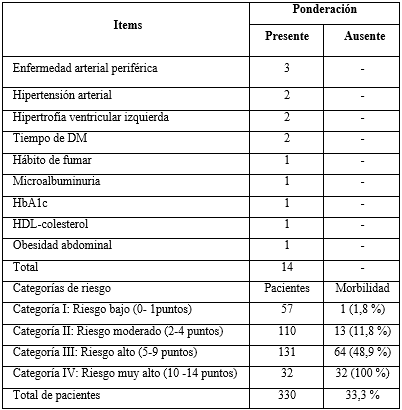 Items Ponderación
Presente Ausente
Enfermedad arterial periférica 3 -
Hipertensión arterial 2 -
Hipertrofía ventricular izquierda 2 -
Tiempo de DM 2 -
Hábito de fumar 1 -
Microalbuminuria 1 -
HbA1c 1 -
HDL-colesterol 1 -
Obesidad abdominal 1 -
Total 14 -
Categorías de riesgo Pacientes Morbilidad
Categoría I: Riesgo bajo (0- 1puntos) 57 1 (1,8 %)
Categoría II: Riesgo moderado (2-4 puntos) 110 13 (11,8 %)
Categoría III: Riesgo alto (5-9 puntos) 131 64 (48,9 %)
Categoría IV: Riesgo muy alto (10 -14 puntos) 32 32 (100 %)
Total de pacientes 330 33,3 %